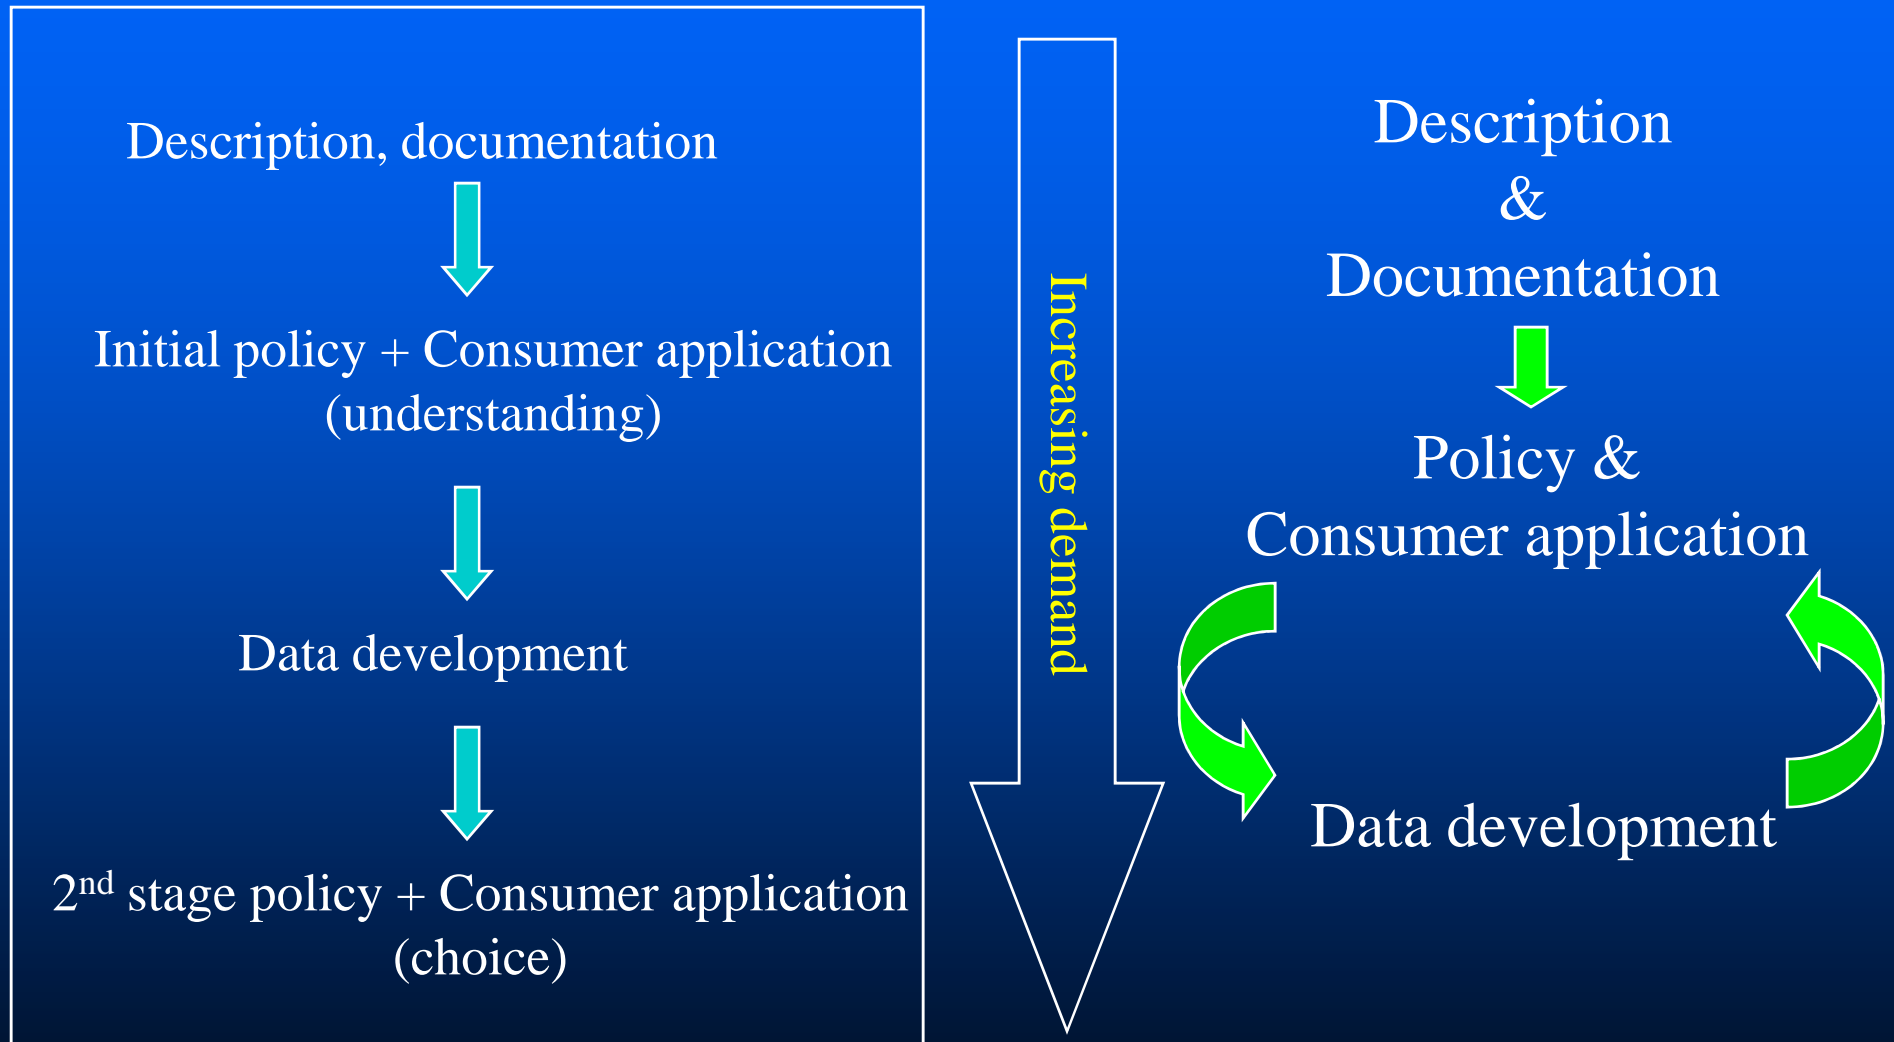 Description, documentation
Initial policy + Consumer application
(understanding)
Data development
2nd stage policy + Consumer application
(choice)
Increasing demand
Description
&
Documentation
Policy &
Consumer application
Data development